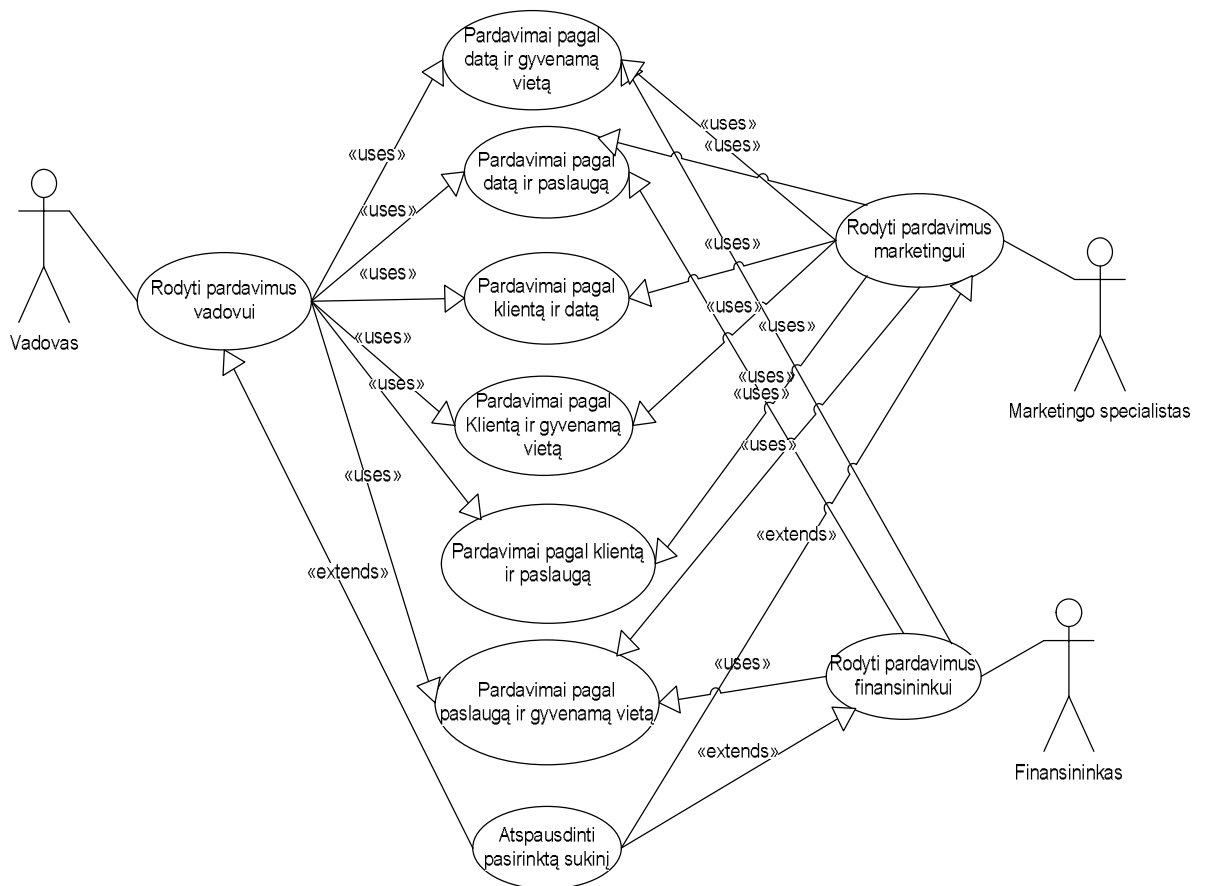 Pardavimai pagal
datą ir gyvenamą
vietą
«uses»
«uses»
«uses»
Pardavimai pagal
datą ir paslaugą
«uses»
Rodyti pardavimus
marketingui
«uses»
«uses»
Rodyti pardavimus
vadovui
Pardavimai pagal
klientą ir datą
«uses»
«uses»
Vadovas
«uses»
«uses»
«uses»
«uses»
Pardavimai pagal
Klientą ir gyvenamą
vietą
Marketingo specialistas
«uses»
«uses»
«extends»
Pardavimai pagal klientą
ir paslaugą
«extends»
«uses»
Rodyti pardavimus
finansininkui
Pardavimai pagal
paslaugą ir gyvenamą vietą
«extends»
Finansininkas
Atspausdinti
pasirinktą sukinį